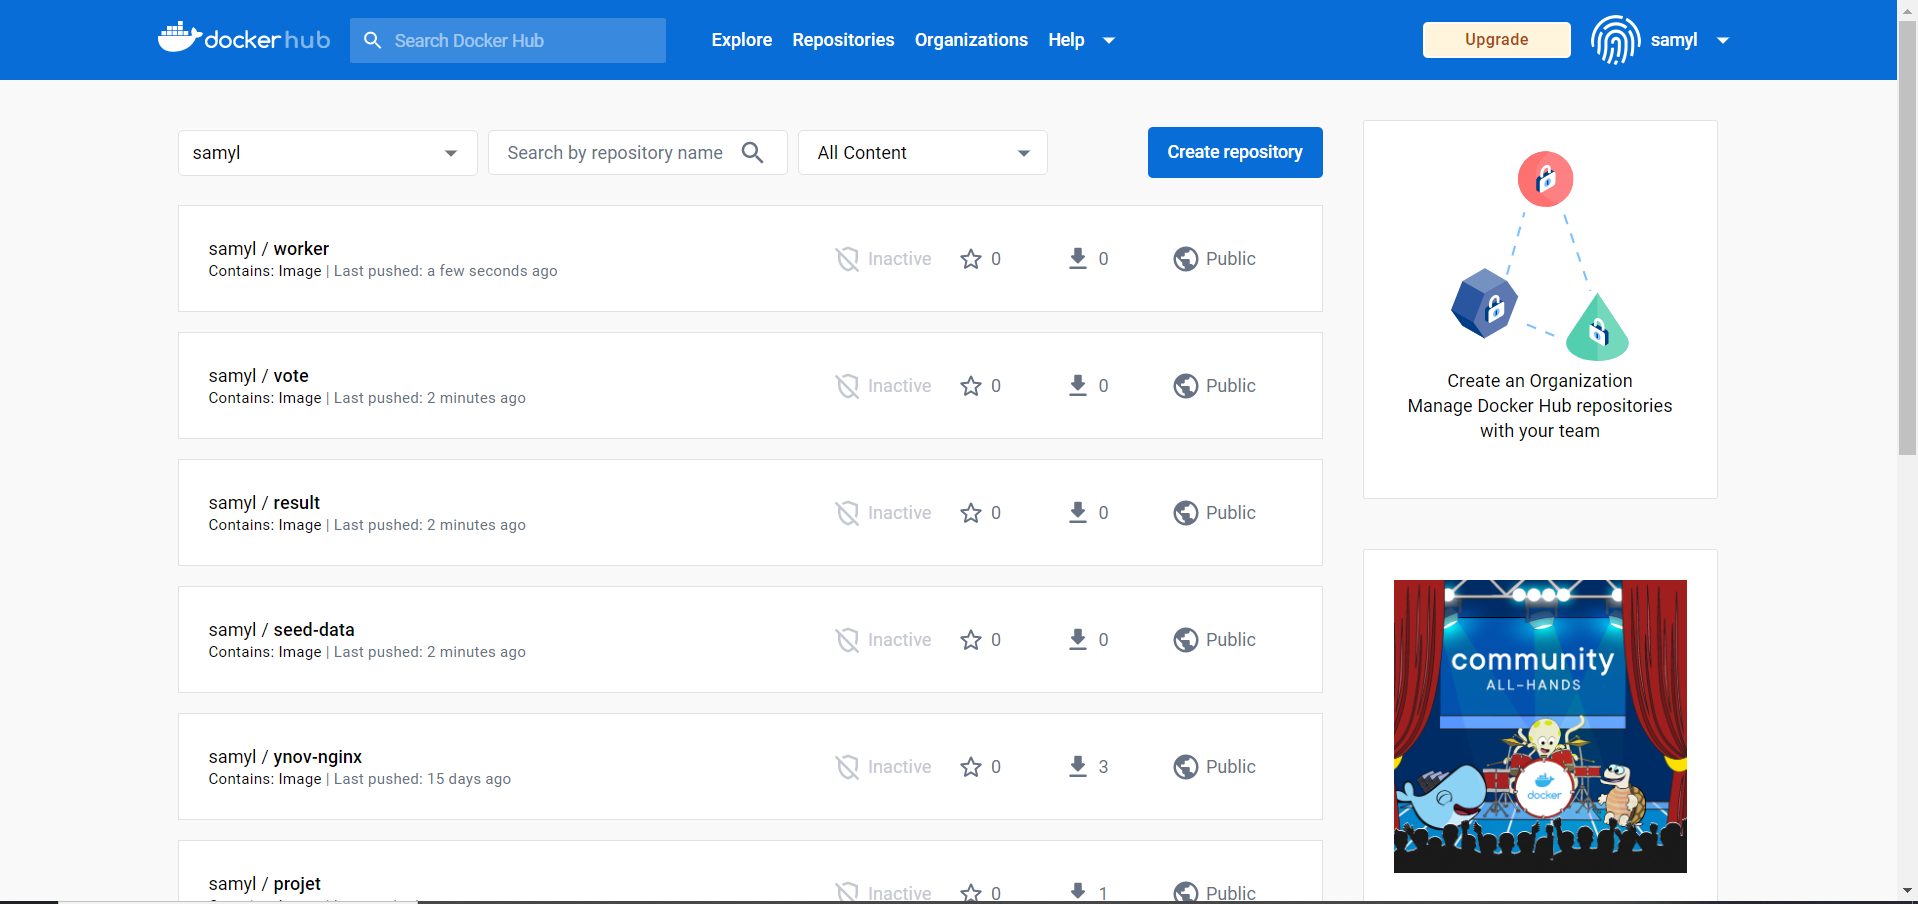 docker hub
Search Docker Hub
Explore
Repositories
Organizations
Help
Upgrade
samyl
samyl
Search by repository name
All Content
Create repository
samyl / worker
Contains: Image | Last pushed: a few seconds ago
Inactive
0
0
Public
samyl / vote
Contains: Image | Last pushed: 2 minutes ago
Inactive
0
0
Public
samyl / result
Contains: Image | Last pushed: 2 minutes ago
Inactive
0
0
Public
samyl / seed-data
Contains: Image | Last pushed: 2 minutes ago
Inactive
0
0
Public
samyl / ynov-nginx
Contains: Image | Last pushed: 15 days ago
Inactive
0
3
Public
samyl / projet
Inactive
0
1
Public
Create an Organization
Manage Docker Hub repositories
with your team
community
ALL-HANDS
docker